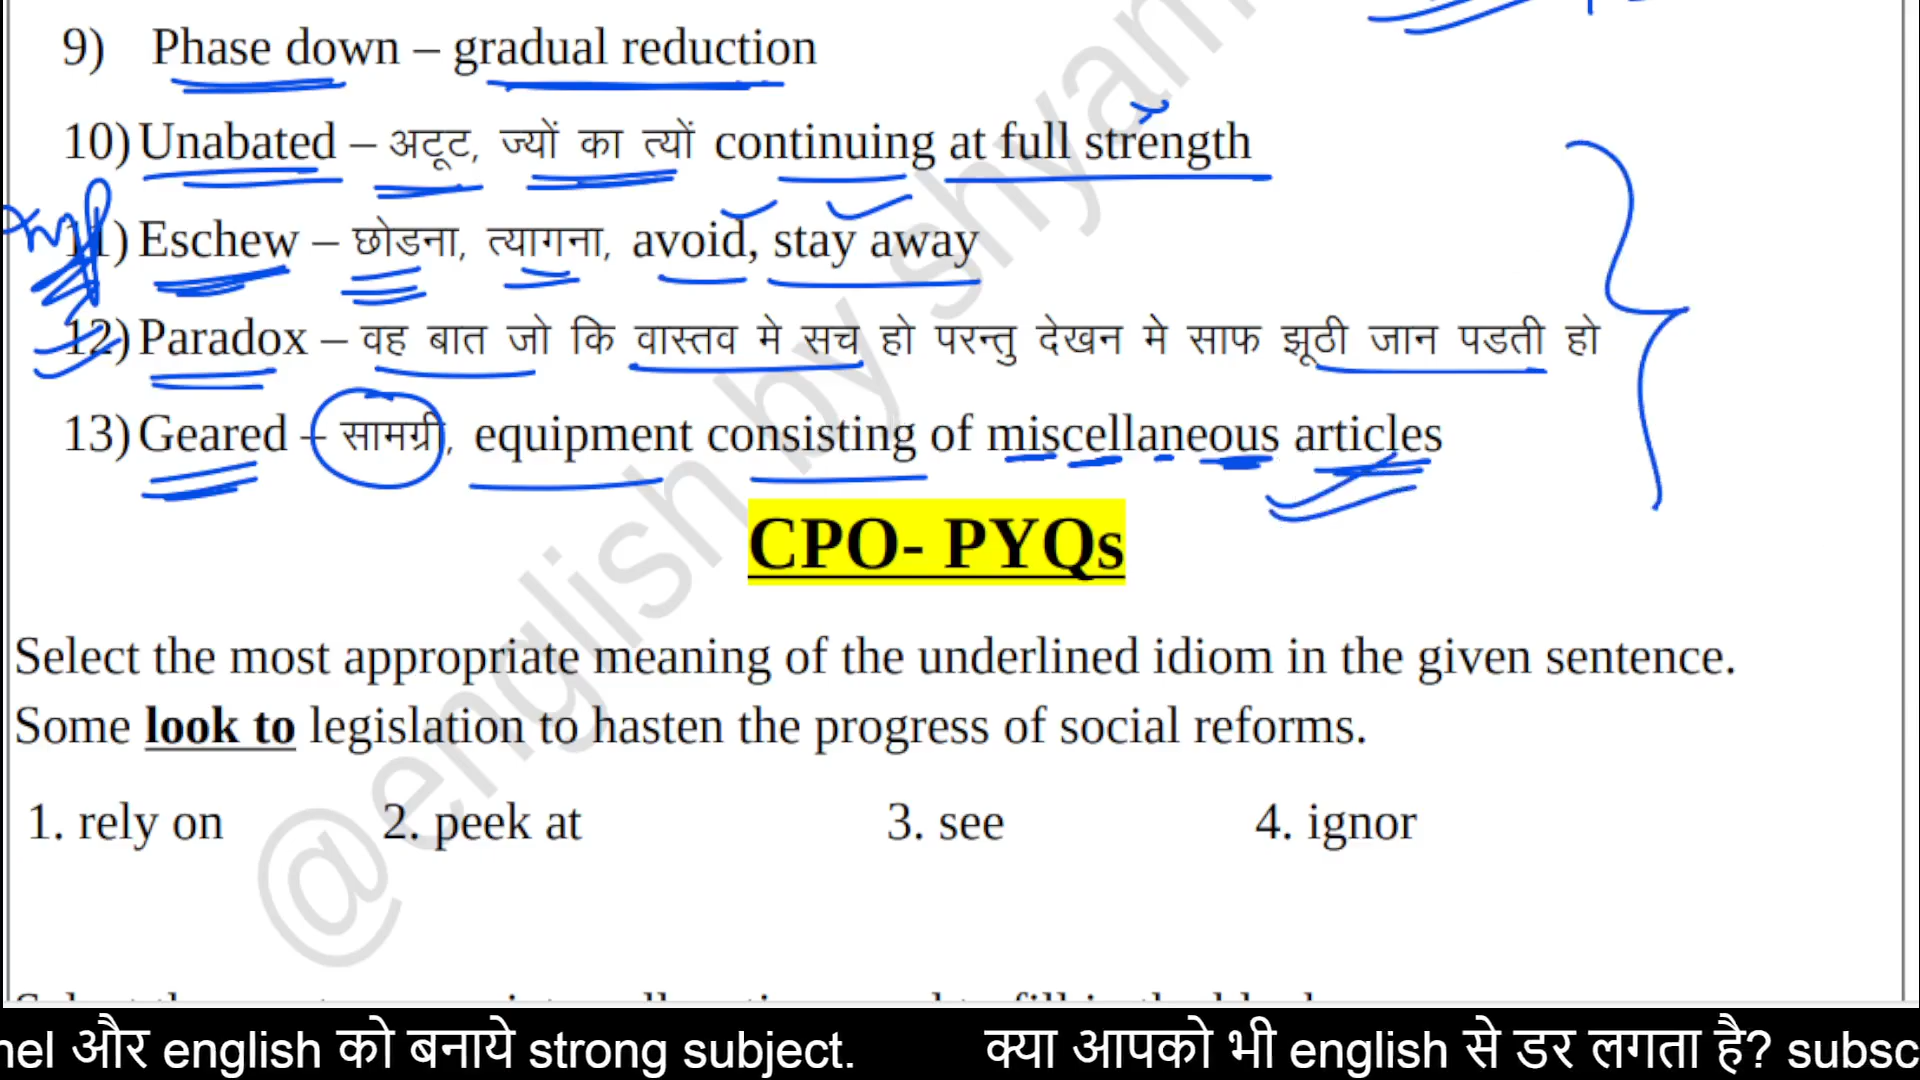 9) Phase down – gradual reduction
10) Unabated – अटूट, ज्यों का त्यों continuing at full strength
11) Eschew – छोडना, त्यागना, avoid, stay away
12) Paradox – वह बात जो कि वास्तव मे सच हो परन्तु देखन मे साफ झूठी जान पडती हो
13) Geared – सामग्री, equipment consisting of miscellaneous articles
CPO- PYQs
Select the most appropriate meaning of the underlined idiom in the given sentence.
Some look to legislation to hasten the progress of social reforms.
1. rely on 2. peek at 3. see 4. ignor
@english by shyam
nel और english को बनाये strong subject. क्या आपको भी english से डर लगता है? subsc